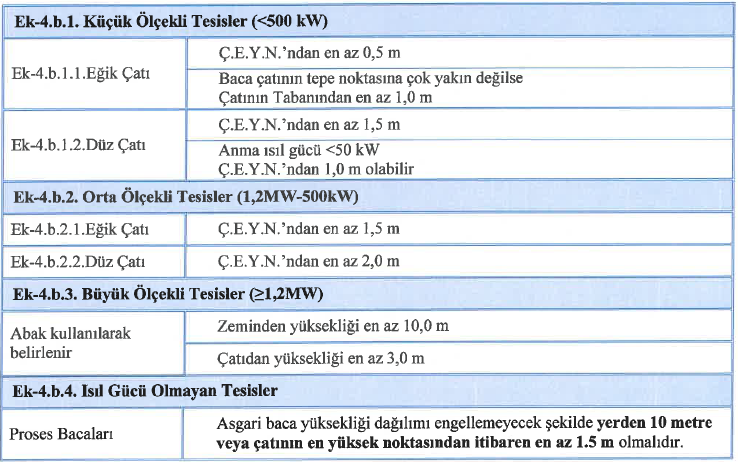 Ek-4.b.1. Küçük Ölçekli Tesisler (<500 kW)
Ek-4.b.1.1.Eğik Çatı
Ç.E.Y.N.’ndan en az 0,5 m
Baca çatının tepe noktasına çok yakın değilse
Çatının Tabanından en az 1,0 m
Ek-4.b.1.2.Düz Çatı
Ç.E.Y.N.’ndan en az 1,5 m
Anma ısıl gücü <50 kW
Ç.E.Y.N.’ndan 1,0 m olabilir
Ek-4.b.2. Orta Ölçekli Tesisler (1,2MW-500kW)
Ek-4.b.2.1.Eğik Çatı
Ç.E.Y.N.’ndan en az 1,5 m
Ek-4.b.2.2.Düz Çatı
Ç.E.Y.N.’ndan en az 2,0 m
Ek-4.b.3. Büyük Ölçekli Tesisler (≥1,2MW)
Abak kullanılarak
belirlenir
Zeminden yüksekliği en az 10,0 m
Çatıdan yüksekliği en az 3,0 m
Ek-4.b.4. Isıl Gücü Olmayan Tesisler
Proses Bacaları
Asgari baca yüksekliği dağılımı engellemeyecek şekilde yerden 10 metre
veya çatının en yüksek noktasından itibaren en az 1.5 m olmalıdır.